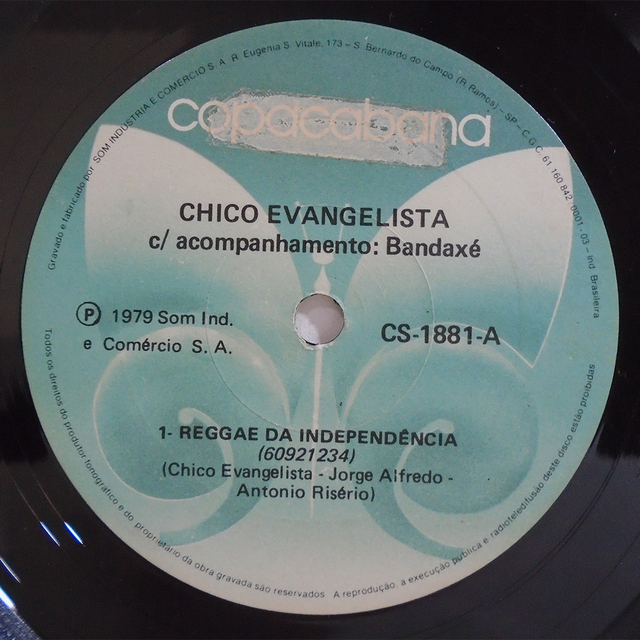 Gravado e fabricado por SOM INDUSTRIA E COMERCIO S. A. R. Eugenia S. Vitale, 173 - S. Bernardo do Campo (R. Ramos) - SP - C.G.C. 61.160.842/0001-03 - Ind. Brasileira
copacabana
CHICO EVANGELISTA
c/ acompanhamento: Bandaxé
P 1979 Som Ind.
e Comércio S. A.
CS-1881-A
1- REGGAE DA INDEPENDÊNCIA
(60921234)
(Chico Evangelista - Jorge Alfredo -
Antonio Risério)
Todos os direitos do produtor fonográfico e do proprietário da obra gravada são reservados A reprodução, a execução pública e radioteledifusão deste disco estão proibidas